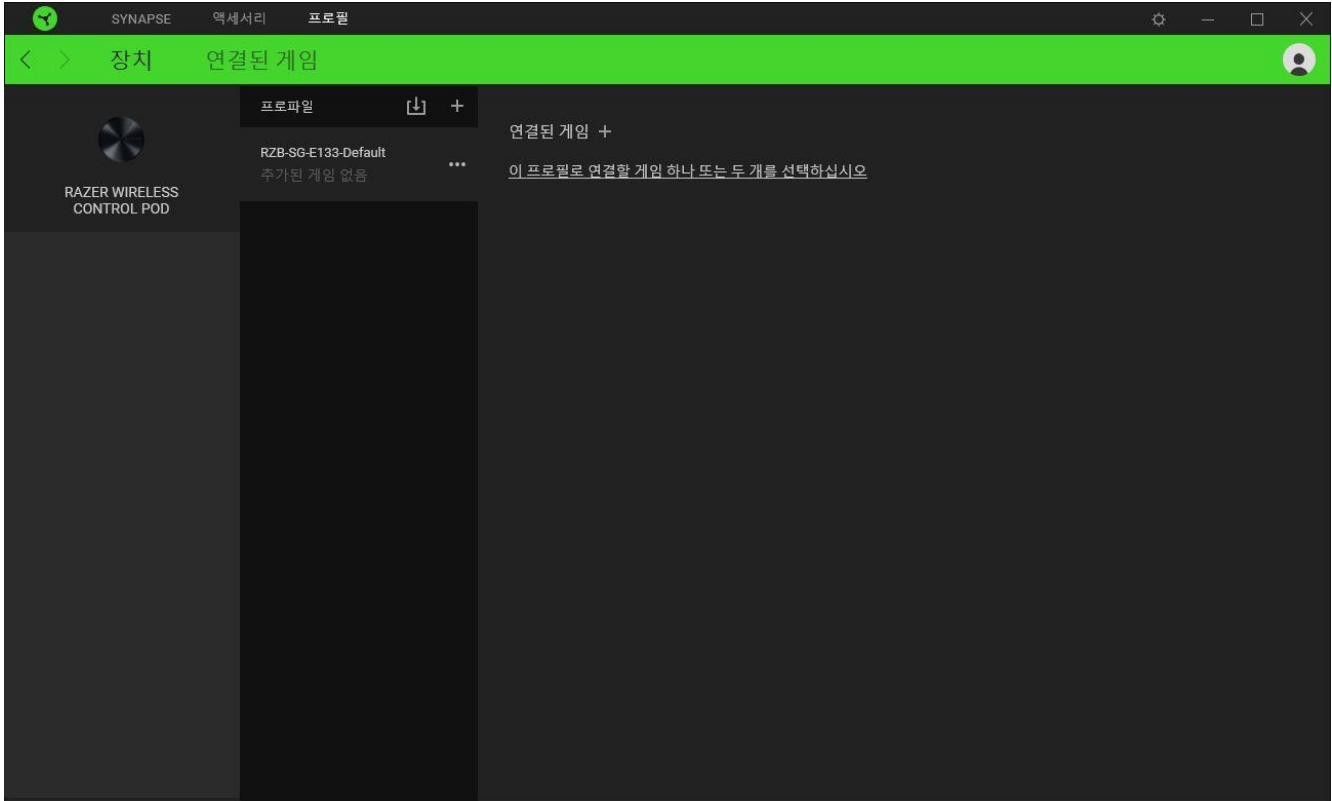 SYNAPSE 액세서리 프로필
장치 연결된 게임
RAZER WIRELESS
CONTROL POD
프로파일
RZB-SG-E133-Default
추가된 게임 없음
연결된 게임
이 프로필로 연결할 게임 하나 또는 두 개를 선택하십시오